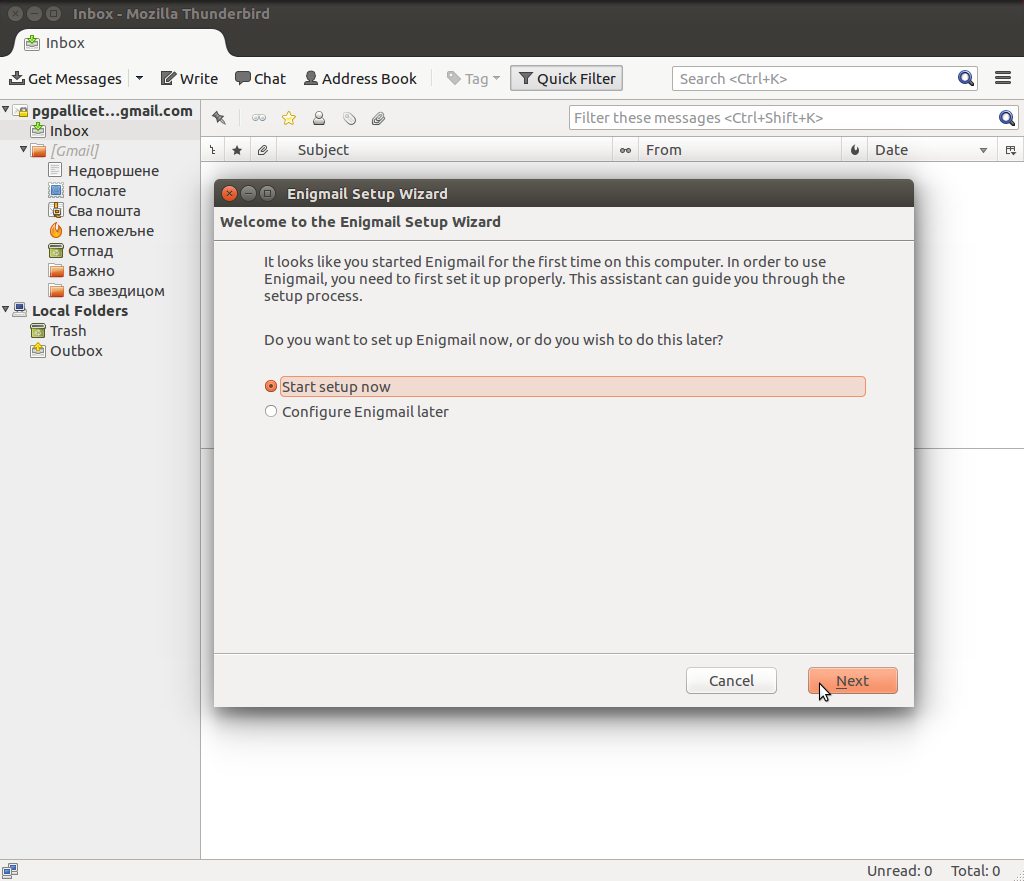 Inbox - Mozilla Thunderbird
Inbox
Get Messages Write Chat Address Book Tag Quick Filter Search <Ctrl+K>
pgpallicet...gmail.com
Filter these messages <Ctrl+Shift+K>
Inbox
Subject From Date
[Gmail]
Недовршене
Послате
Сва пошта
Непожељне
Отпад
Важно
Са звездицом
Local Folders
Trash
Outbox
Enigmail Setup Wizard
Welcome to the Enigmail Setup Wizard
It looks like you started Enigmail for the first time on this computer. In order to use
Enigmail, you need to first set it up properly. This assistant can guide you through the
setup process.
Do you want to set up Enigmail now, or do you wish to do this later?
Start setup now
Configure Enigmail later
Cancel Next
Unread: 0 Total: 0